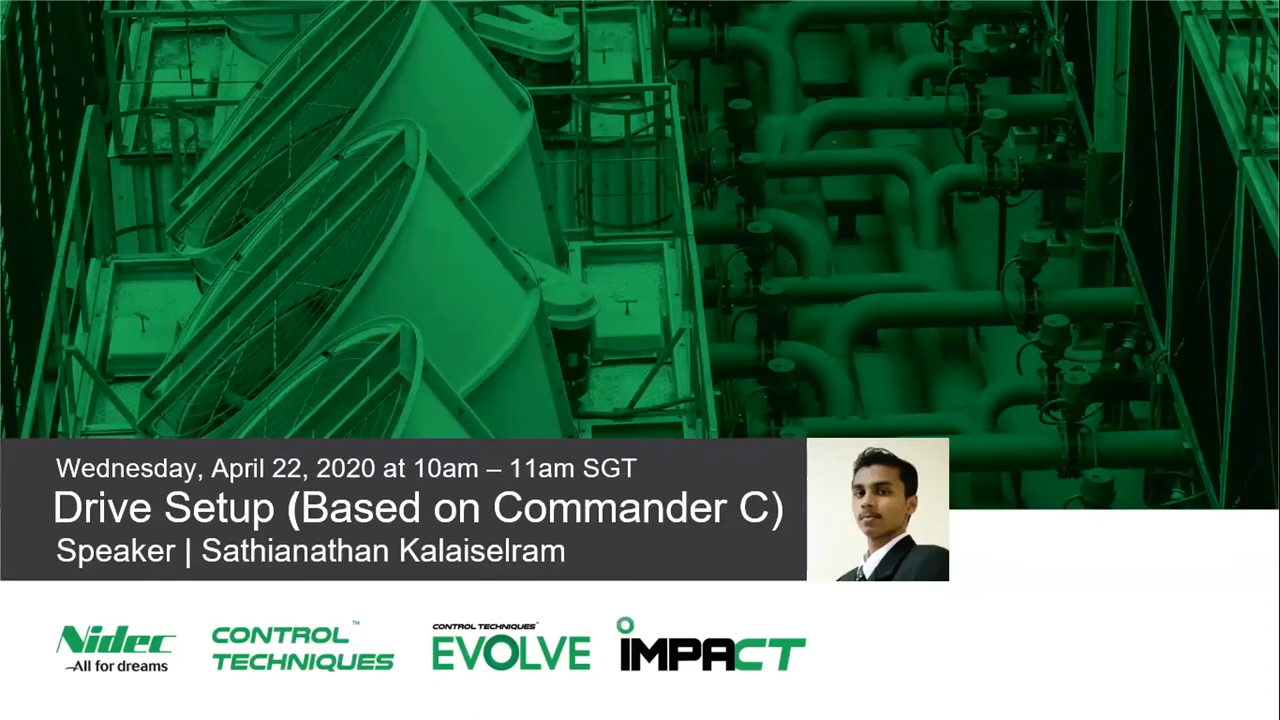 Wednesday, April 22, 2020 at 10am – 11am SGT
Drive Setup (Based on Commander C)
Speaker | Sathianathan Kalaiselram
Nidec
All for dreams
CONTROL™
TECHNIQUES
CONTROL TECHNIQUES™
EVOLVE
IMPACT